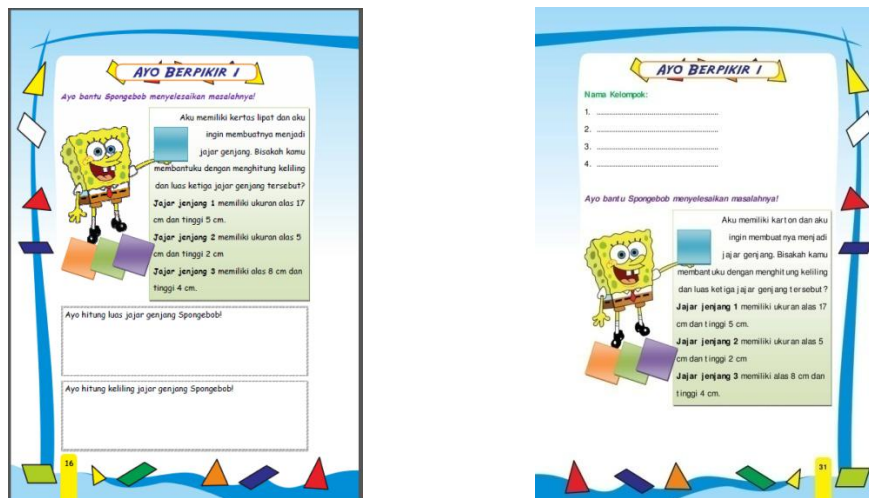 AYO BERPIKIR !
Ayo bantu Spongebob menyelesaikan masalahnya!
Aku memiliki kertas lipat dan aku
ingin membuatnya menjadi
jajar genjang. Bisakah kamu
membantuku dengan menghitung keliling
dan luas ketiga jajar genjang tersebut?
Jajar jenjang 1 memiliki ukuran alas 17
cm dan tinggi 5 cm.
Jajar jenjang 2 memiliki ukuran alas 5
cm dan tinggi 2 cm
Jajar jenjang 3 memiliki alas 8 cm dan
tinggi 4 cm.
Ayo hitung luas jajar genjang Spongebob!
Ayo hitung keliling jajar genjang Spongebob!
16
AYO BERPIKIR !
Nama Kelompok:
1. ........................................................
2. ........................................................
3. ........................................................
4. ........................................................
Ayo bantu Spongebob menyelesaikan masalahnya!
Aku memiliki karton dan aku
ingin membuatnya menjadi
jajar genjang. Bisakah kamu
membantuku dengan menghitung keliling
dan luas ketiga jajar genjang tersebut?
Jajar jenjang 1 memiliki ukuran alas 17
cm dan tinggi 5 cm.
Jajar jenjang 2 memiliki ukuran alas 5
cm dan tinggi 2 cm
Jajar jenjang 3 memiliki alas 8 cm dan
tinggi 4 cm.
31